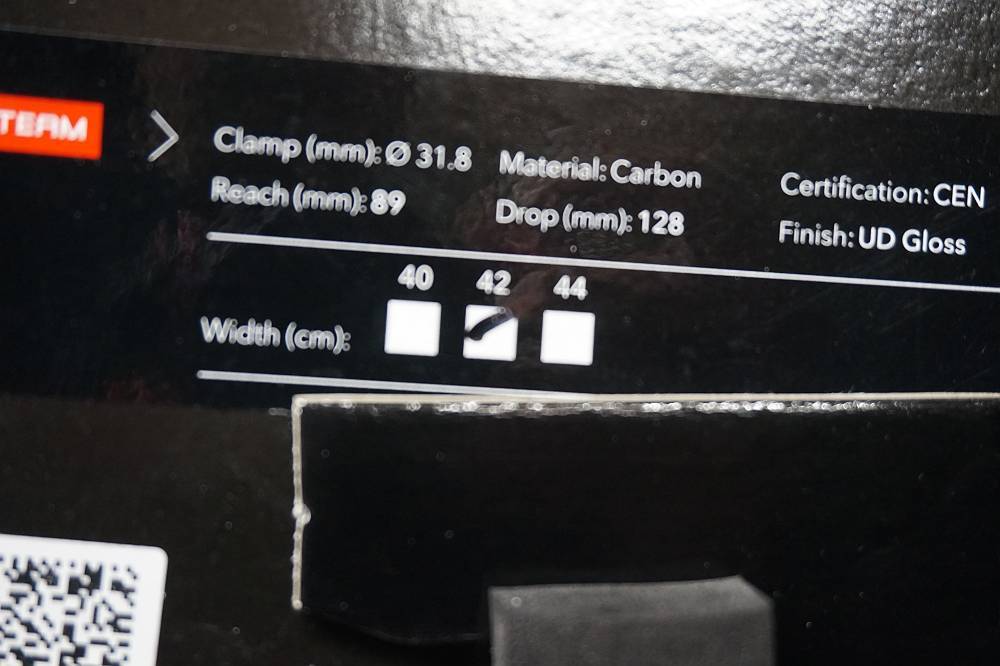 TEAM
Clamp (mm): Ø 31.8 Material: Carbon Certification: CEN
Reach (mm): 89 Drop (mm): 128 Finish: UD Gloss
40 42 44
Width (cm):